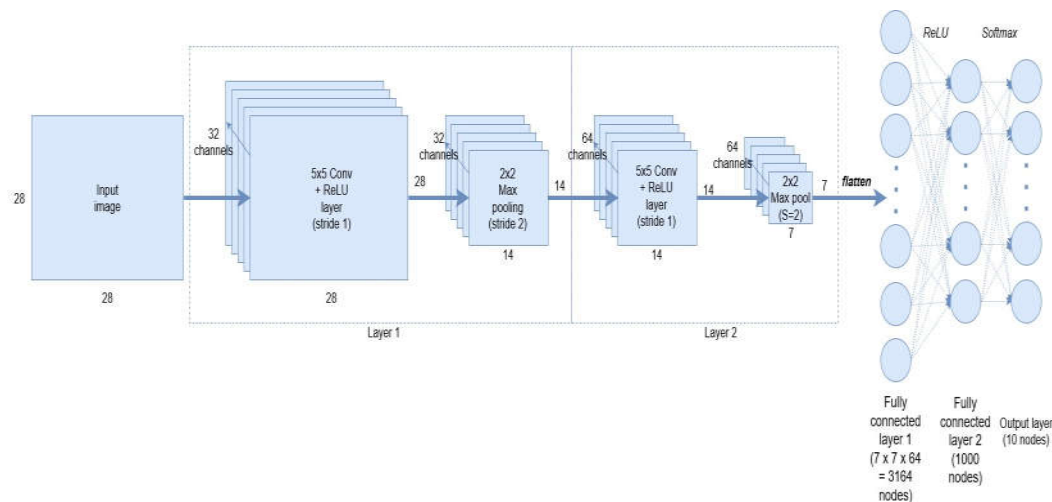 28
Input
image
28
32
channels
5x5 Conv
+ ReLU
layer
(stride 1)
28
28
32
channels
2x2
Max
pooling
(stride 2)
14
14
Layer 1
64
channels
5x5 Conv
+ ReLU
layer
(stride 1)
14
14
64
channels
2x2
Max pool
(S=2)
7
7
Layer 2
flatten
ReLU
Softmax
Fully
connected
layer 1
(7 x 7 x 64
= 3164
nodes)
Fully
connected
layer 2
(1000
nodes)
Output layer
(10 nodes)